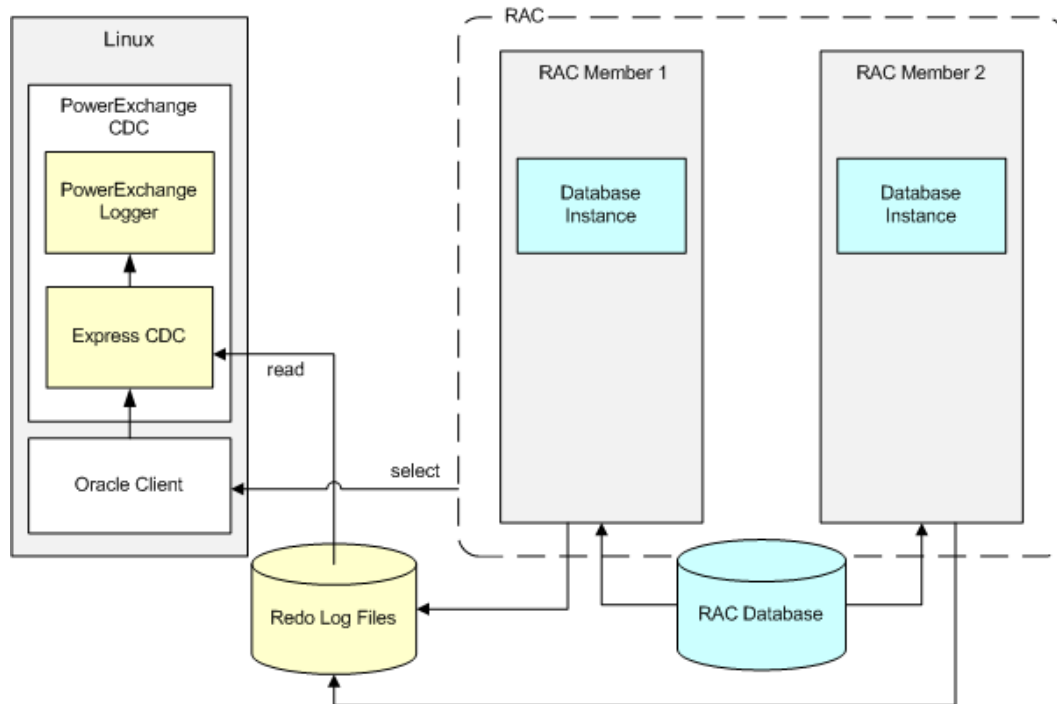 Linux
PowerExchange
CDC
PowerExchange
Logger
Express CDC
Oracle Client
read
select
Redo Log Files
RAC
RAC Member 1
Database
Instance
RAC Member 2
Database
Instance
RAC Database